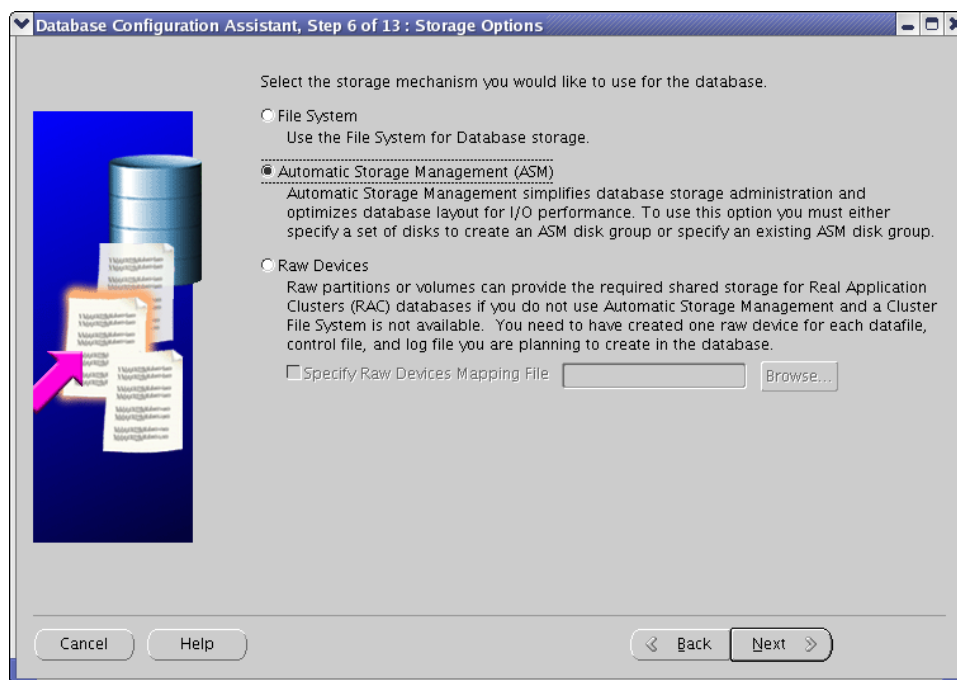 Database Configuration Assistant, Step 6 of 13 : Storage Options
Select the storage mechanism you would like to use for the database.
File System
Use the File System for Database storage.
Automatic Storage Management (ASM)
Automatic Storage Management simplifies database storage administration and
optimizes database layout for I/O performance. To use this option you must either
specify a set of disks to create an ASM disk group or specify an existing ASM disk group.
Raw Devices
Raw partitions or volumes can provide the required shared storage for Real Application
Clusters (RAC) databases if you do not use Automatic Storage Management and a Cluster
File System is not available. You need to have created one raw device for each datafile,
control file, and log file you are planning to create in the database.
Specify Raw Devices Mapping File
Browse...
Cancel
Help
Back
Next